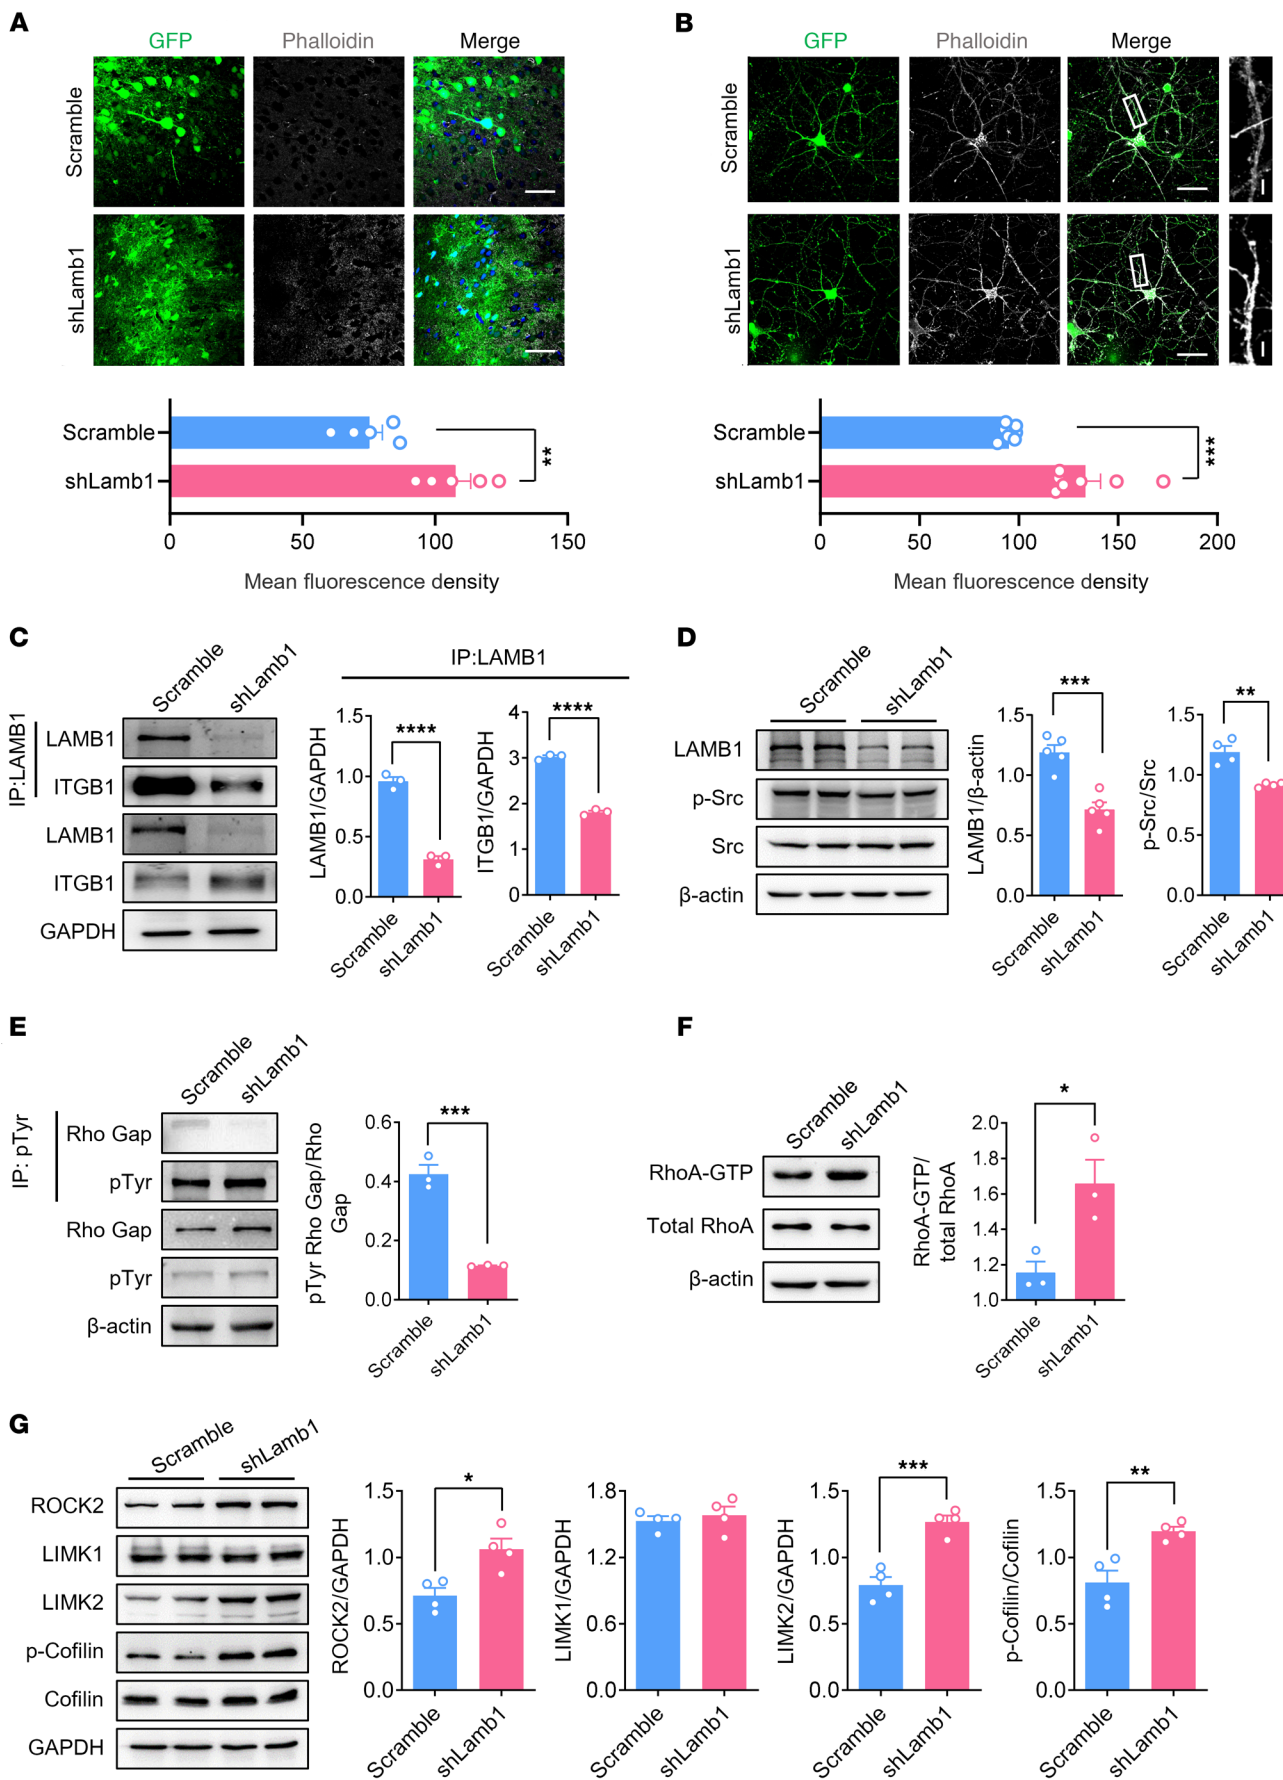 A
GFP Phalloidin Merge
Scramble
shLamb1
Scramble
shLamb1
**
0 50 100 150
Mean fluorescence density
B
GFP Phalloidin Merge
Scramble
shLamb1
Scramble
shLamb1
***
0 50 100 150 200
Mean fluorescence density
C
Scramble shLamb1
IP:LAMB1
LAMB1
ITGB1
LAMB1
ITGB1
GAPDH
IP:LAMB1
LAMB1/GAPDH
1.5
1.0
0.5
0.0
****
Scramble shLamb1
ITGB1/GAPDH
4
3
2
1
0
****
Scramble shLamb1
D
Scramble shLamb1
LAMB1
p-Src
Src
β-actin
LAMB1/β-actin
1.5
1.0
0.5
0.0
***
Scramble shLamb1
p-Src/Src
1.5
1.0
0.5
0.0
**
Scramble shLamb1
E
Scramble shLamb1
IP: pTyr
Rho Gap
pTyr
Rho Gap
pTyr
β-actin
pTyr Rho Gap/Rho
Gap
0.6
0.4
0.2
0.0
***
Scramble shLamb1
F
Scramble shLamb1
RhoA-GTP
Total RhoA
β-actin
RhoA-GTP/
total RhoA
2.0
1.8
1.6
1.4
1.2
1.0
*
Scramble shLamb1
G
Scramble shLamb1
ROCK2
LIMK1
LIMK2
p-Cofilin
Cofilin
GAPDH
ROCK2/GAPDH
1.5
1.0
0.5
0.0
*
Scramble shLamb1
LIMK1/GAPDH
1.8
1.2
0.6
0.0
Scramble shLamb1
LIMK2/GAPDH
1.5
1.0
0.5
0.0
***
Scramble shLamb1
p-Cofilin/Cofilin
1.5
1.0
0.5
0.0
**
Scramble shLamb1